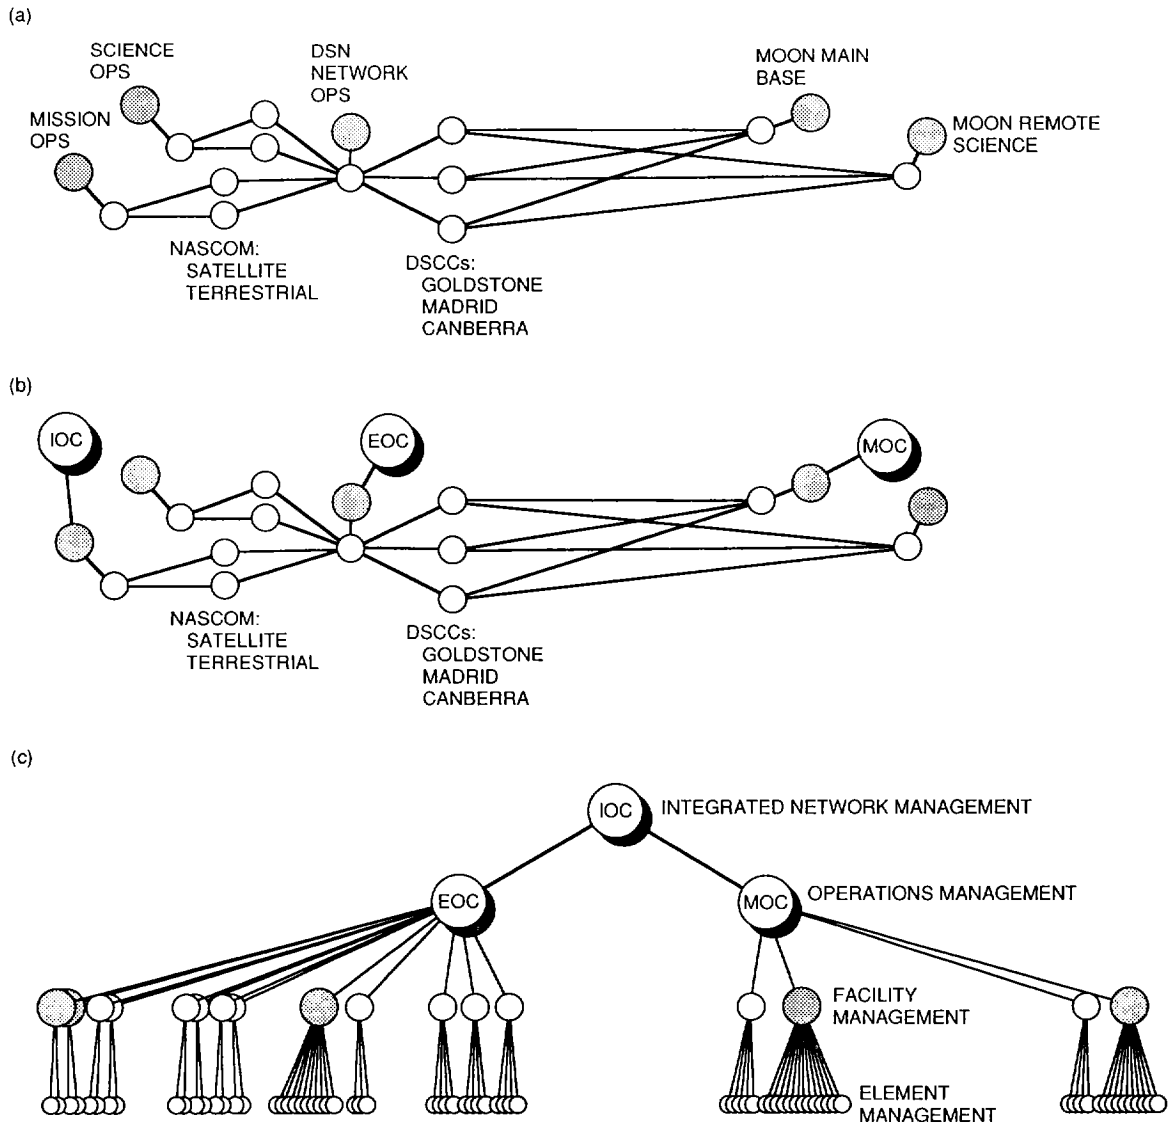 (a)
SCIENCE
OPS
DSN
NETWORK
OPS
MOON MAIN
BASE
MISSION
OPS
MOON REMOTE
SCIENCE
NASCOM:
SATELLITE
TERRESTRIAL
DSCCs:
GOLDSTONE
MADRID
CANBERRA
(b)
IOC
EOC
MOC
NASCOM:
SATELLITE
TERRESTRIAL
DSCCs:
GOLDSTONE
MADRID
CANBERRA
(c)
IOC
INTEGRATED NETWORK MANAGEMENT
EOC
MOC
OPERATIONS MANAGEMENT
FACILITY
MANAGEMENT
ELEMENT
MANAGEMENT